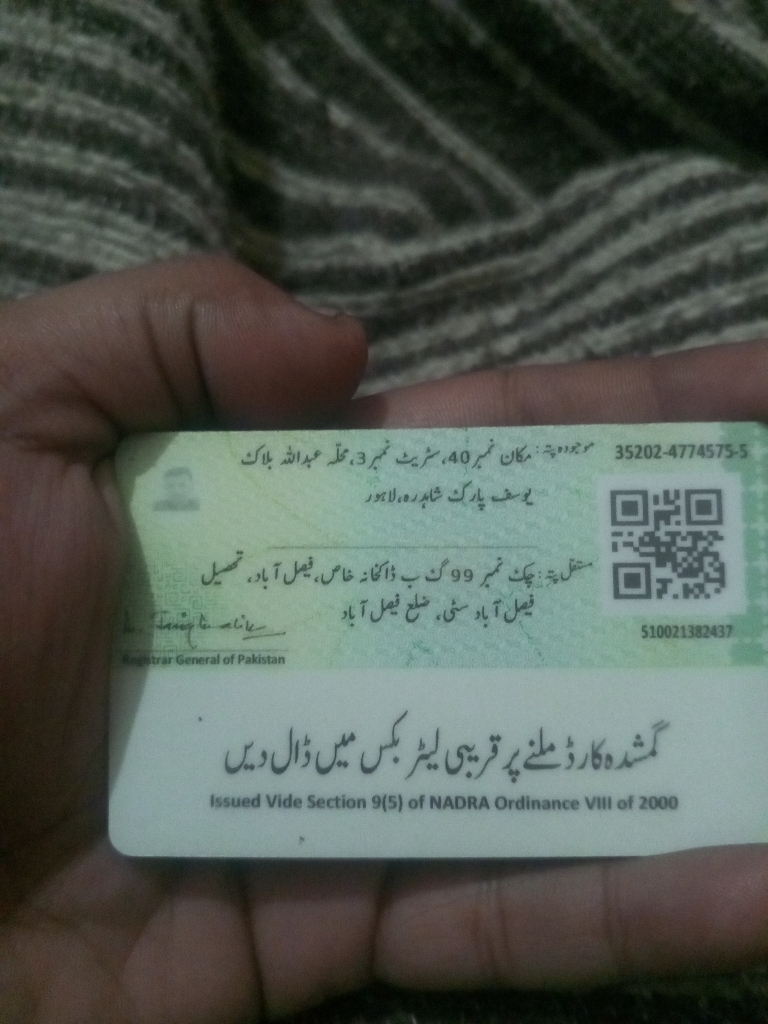 35202-4774575-5
موجودہ پتہ: مکان نمبر 40، سٹریٹ نمبر 3، محلّہ عبداللہ بلاک
یوسف پارک شاہدرہ، لاہور
مستقل پتہ: چک نمبر 99 گ ب ڈاکخانہ خاص، فیصل آباد، تحصیل
فیصل آباد سٹی، ضلع فیصل آباد
510021382437
Registrar General of Pakistan
گمشدہ کارڈ ملنے پر قریبی لیٹر بکس میں ڈال دیں
Issued Vide Section 9(5) of NADRA Ordinance VIII of 2000